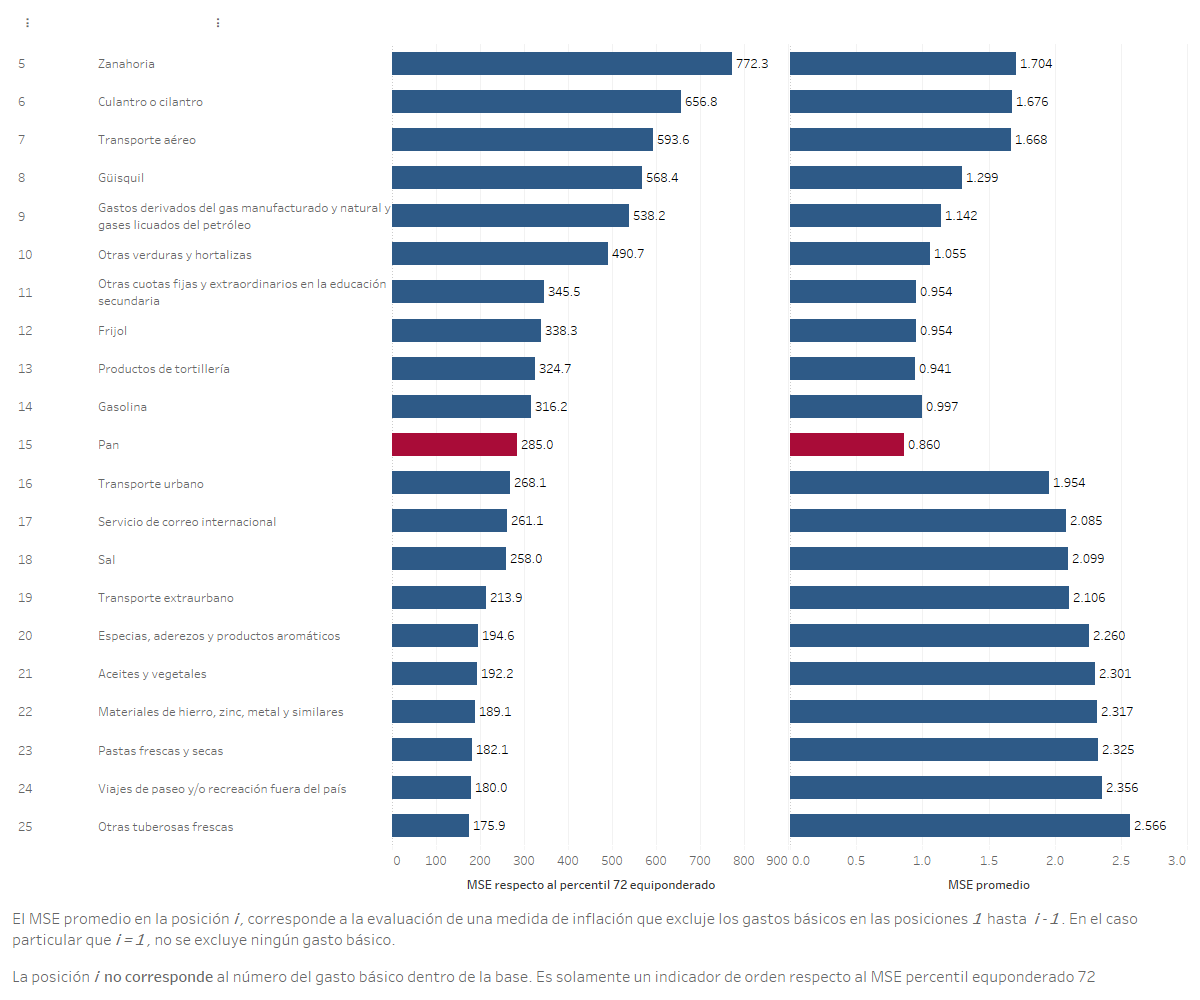 5 Zanahoria 772.3 1.704
6 Culantro o cilantro 656.8 1.676
7 Transporte aéreo 593.6 1.668
8 Güisquil 568.4 1.299
9 Gastos derivados del gas manufacturado y natural y
gases licuados del petróleo 538.2 1.142
10 Otras verduras y hortalizas 490.7 1.055
11 Otras cuotas fijas y extraordinarios en la educación
secundaria 345.5 0.954
12 Frijol 338.3 0.954
13 Productos de tortillería 324.7 0.941
14 Gasolina 316.2 0.997
15 Pan 285.0 0.860
16 Transporte urbano 268.1 1.954
17 Servicio de correo internacional 261.1 2.085
18 Sal 258.0 2.099
19 Transporte extraurbano 213.9 2.106
20 Especias, aderezos y productos aromáticos 194.6 2.260
21 Aceites y vegetales 192.2 2.301
22 Materiales de hierro, zinc, metal y similares 189.1 2.317
23 Pastas frescas y secas 182.1 2.325
24 Viajes de paseo y/o recreación fuera del país 180.0 2.356
25 Otras tuberosas frescas 175.9 2.566
0 100 200 300 400 500 600 700 800 900 0.0 0.5 1.0 1.5 2.0 2.5 3.0
MSE respecto al percentil 72 equiponderado MSE promedio
El MSE promedio en la posición i, corresponde a la evaluación de una medida de inflación que excluje los gastos básicos en las posiciones 1 hasta i - 1. En el caso
particular que i = 1, no se excluye ningún gasto básico.
La posición i no corresponde al número del gasto básico dentro de la base. Es solamente un indicador de orden respecto al MSE percentil equponderado 72